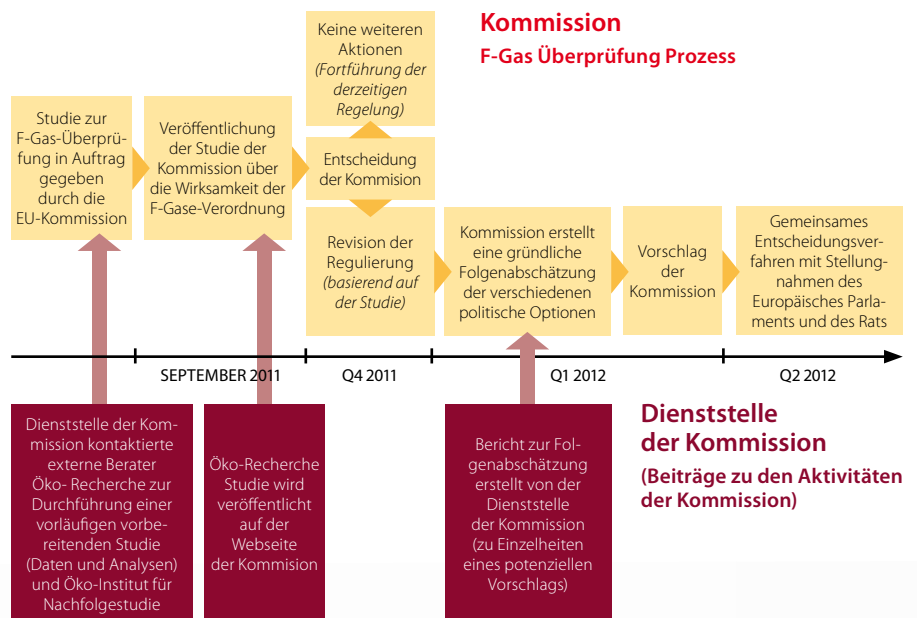 Kommission
F-Gas Überprüfung Prozess
Studie zur
F-Gas-Überprü-
fung in Auftrag
gegeben
durch die
EU-Kommission
Veröffentlichung
der Studie der
Kommission über
die Wirksamkeit der
F-Gase-Verordnung
Keine weiteren
Aktionen
(Fortführung der
derzeitigen
Regelung)
Entscheidung
der Kommision
Revision der
Regulierung
(basierend auf
der Studie)
Kommission erstellt
eine gründliche
Folgenabschätzung
der verschiedenen
politische Optionen
Vorschlag
der
Kommission
Gemeinsames
Entscheidungsver-
fahren mit Stellung-
nahmen des
Europäisches Parla-
ments und des Rats
SEPTEMBER 2011
Q4 2011
Q1 2012
Q2 2012
Dienststelle der Kom-
mission kontaktierte
externe Berater
Öko- Recherche zur
Durchführung einer
vorläufigen vorbe-
reitenden Studie
(Daten und Analysen)
und Öko-Institut für
Nachfolgestudie
Öko-Recherche
Studie wird
veröffentlicht
auf der
Webseite
der Kommision
Bericht zur Fol-
genabschätzung
erstellt von der
Dienststelle
der Kommission
(zu Einzelheiten
eines potenziellen
Vorschlags)
Dienststelle
der Kommission
(Beiträge zu den Aktivitäten
der Kommission)